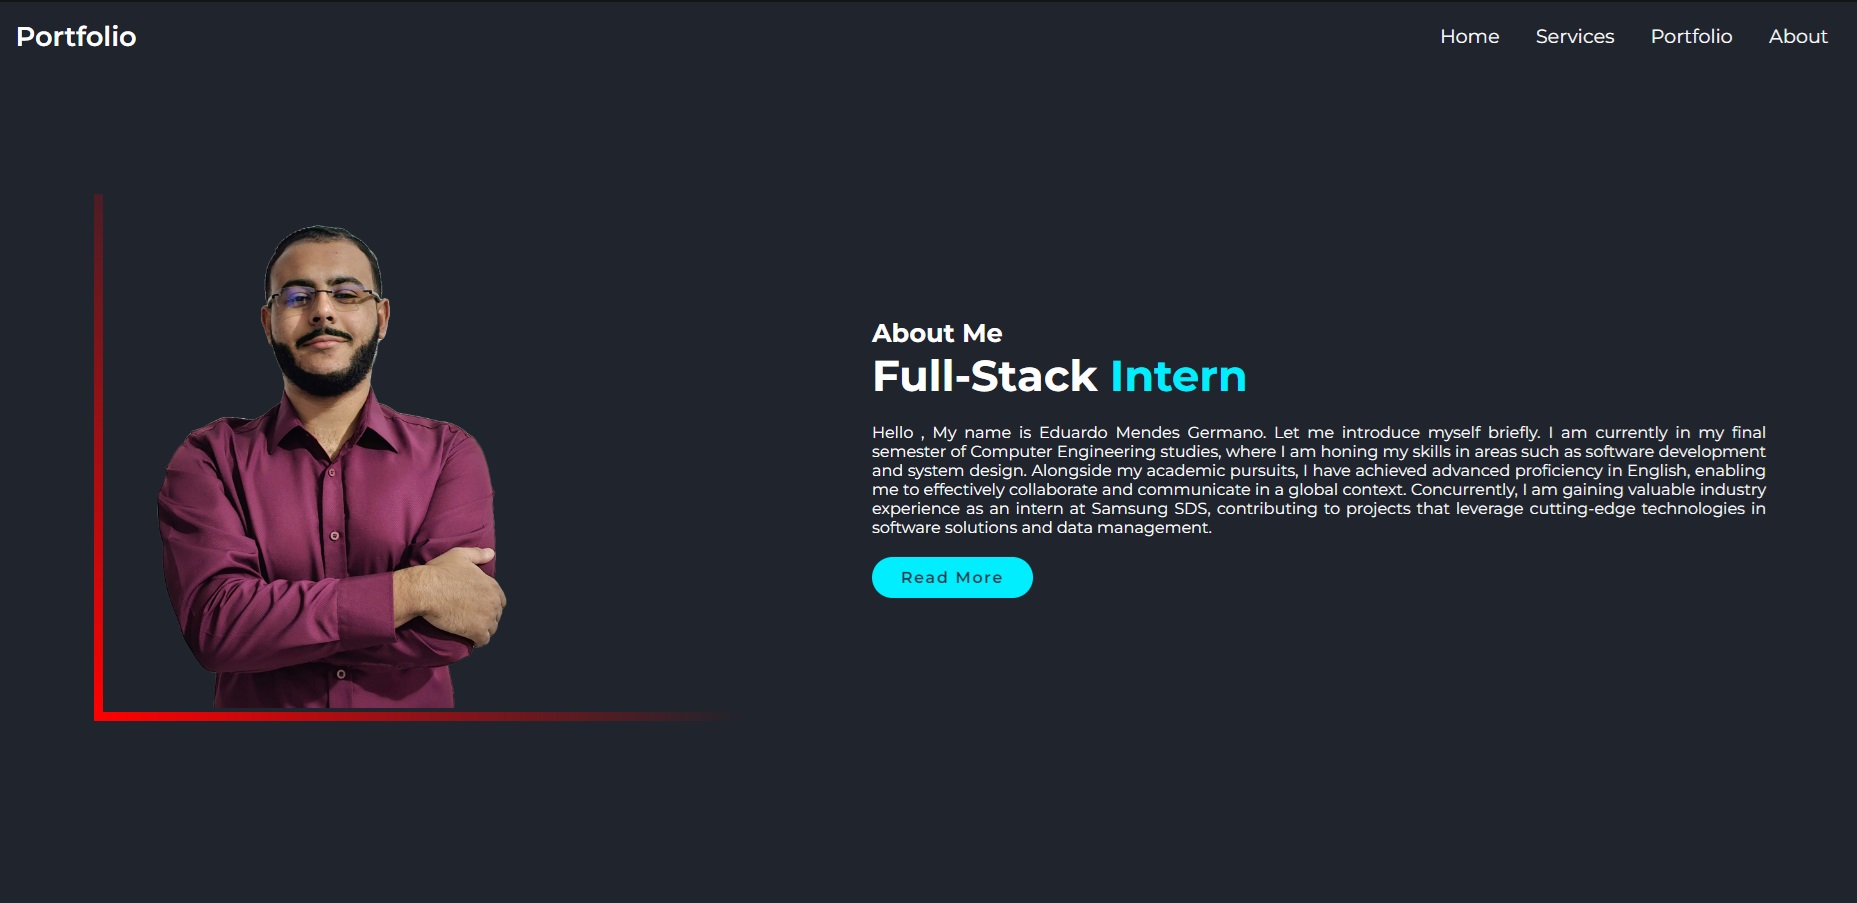 Portfolio
Home Services Portfolio About
About Me
Full-Stack Intern
Hello , My name is Eduardo Mendes Germano. Let me introduce myself briefly. I am currently in my final
semester of Computer Engineering studies, where I am honing my skills in areas such as software development
and system design. Alongside my academic pursuits, I have achieved advanced proficiency in English, enabling
me to effectively collaborate and communicate in a global context. Concurrently, I am gaining valuable industry
experience as an intern at Samsung SDS, contributing to projects that leverage cutting-edge technologies in
software solutions and data management.
Read More